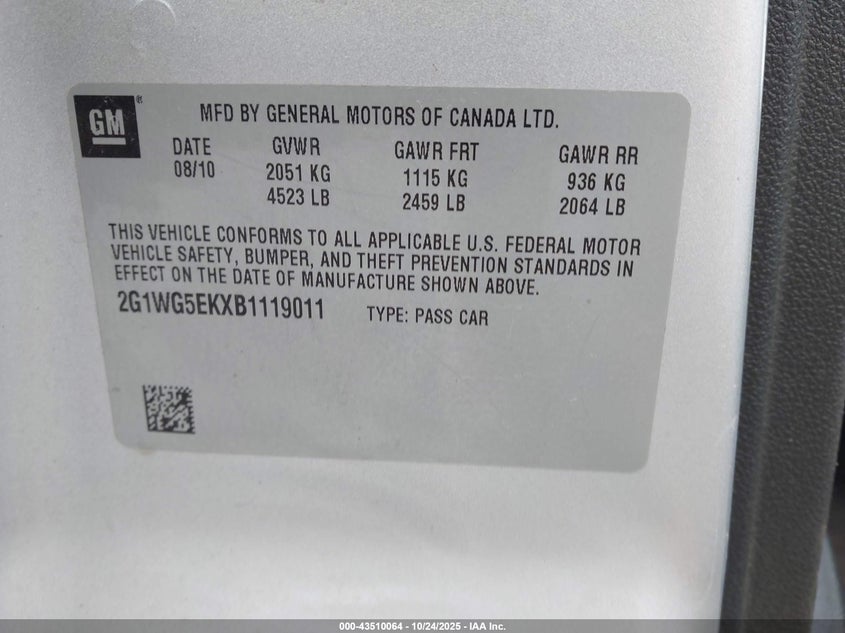 GM®
MFD BY GENERAL MOTORS OF CANADA LTD.
DATE GVWR GAWR FRT GAWR RR
08/10 2051 KG 1115 KG 936 KG
4523 LB 2459 LB 2064 LB
THIS VEHICLE CONFORMS TO ALL APPLICABLE U.S. FEDERAL MOTOR
VEHICLE SAFETY, BUMPER, AND THEFT PREVENTION STANDARDS IN
EFFECT ON THE DATE OF MANUFACTURE SHOWN ABOVE.
2G1WG5EKXB1119011 TYPE: PASS CAR
000-43510064 - 10/24/2025 - IAA Inc.